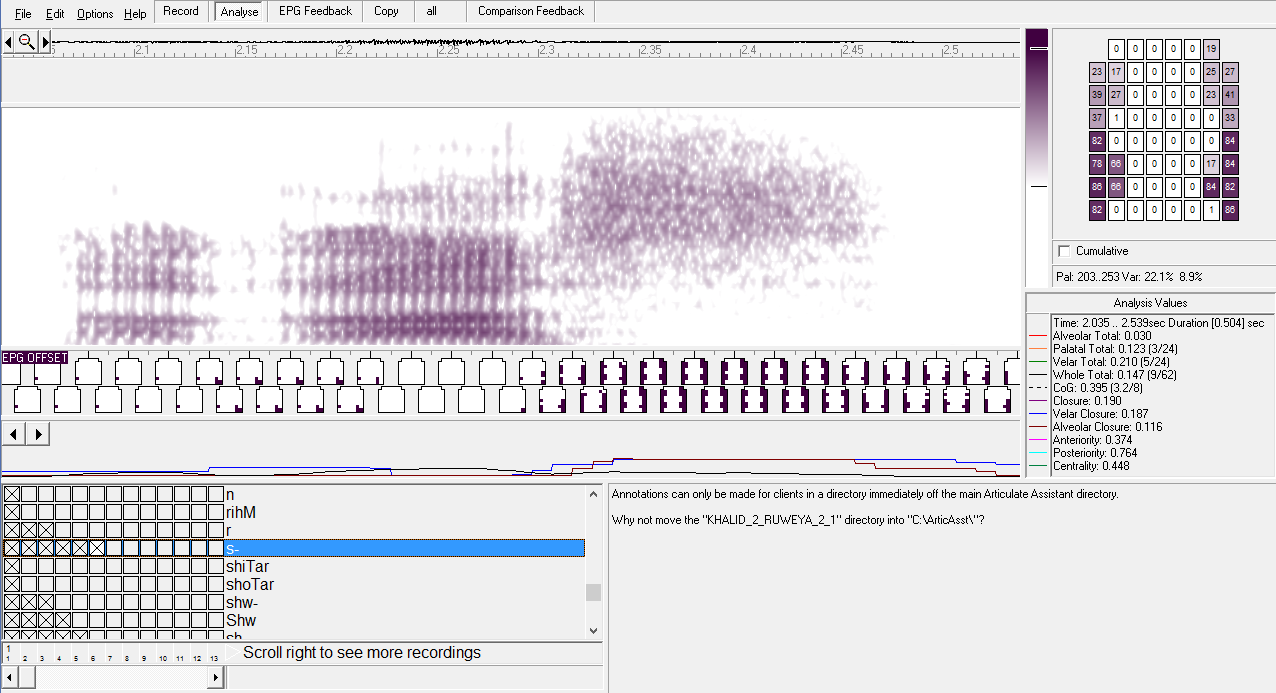 File Edit Options Help Record Analyse EPG Feedback Copy all Comparison Feedback
2.1 2.15 2.2 2.25 2.3 2.35 2.4 2.45 2.5
0 0 0 0 0 19
23 17 0 0 0 0 25 27
39 27 0 0 0 0 23 41
37 1 0 0 0 0 0 33
82 0 0 0 0 0 0 84
78 66 0 0 0 0 17 84
86 66 0 0 0 0 84 82
82 0 0 0 0 0 1 86
Cumulative
Pal: 203..253 Var: 22.1% 8.9%
Analysis Values
Time: 2.035 .. 2.539sec Duration [0.504] sec
Alveolar Total: 0.030
Palatal Total: 0.123 (3/24)
Velar Total: 0.210 (5/24)
Whole Total: 0.147 (9/62)
CoG: 0.395 (3.2/8)
Closure: 0.190
Velar Closure: 0.187
Alveolar Closure: 0.116
Anteriority: 0.374
Posteriority: 0.764
Centrality: 0.448
EPG OFFSET
n
rihM
r
s-
shiTar
shoTar
shw-
Shw
sh
1
1 2 3 4 5 6 7 8 9 10 11 12 13
Scroll right to see more recordings
Annotations can only be made for clients in a directory immediately off the main Articulate Assistant directory.
Why not move the "KHALID_2_RUWEYA_2_1" directory into "C:\ArticAsst\"?